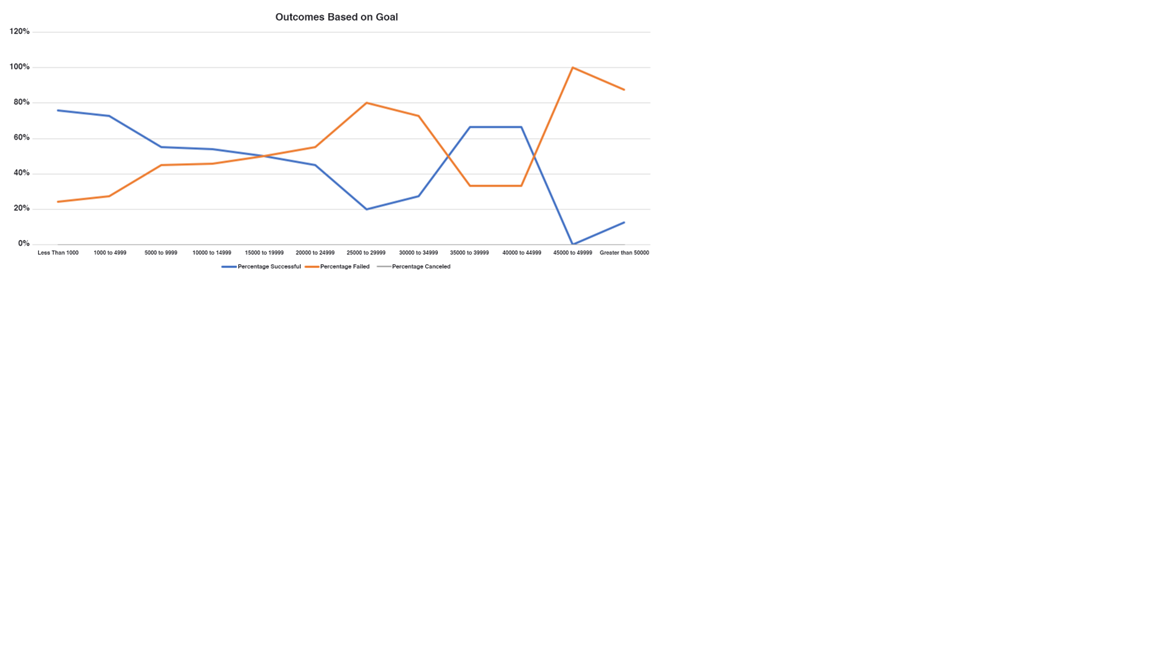 Outcomes Based on Goal
120%
100%
80%
60%
40%
20%
0%
Less Than 1000 1000 to 4999 5000 to 9999 10000 to 14999 15000 to 19999 20000 to 24999 25000 to 29999 30000 to 34999 35000 to 39999 40000 to 44999 45000 to 49999 Greater than 50000
Percentage Successful Percentage Failed Percentage Canceled